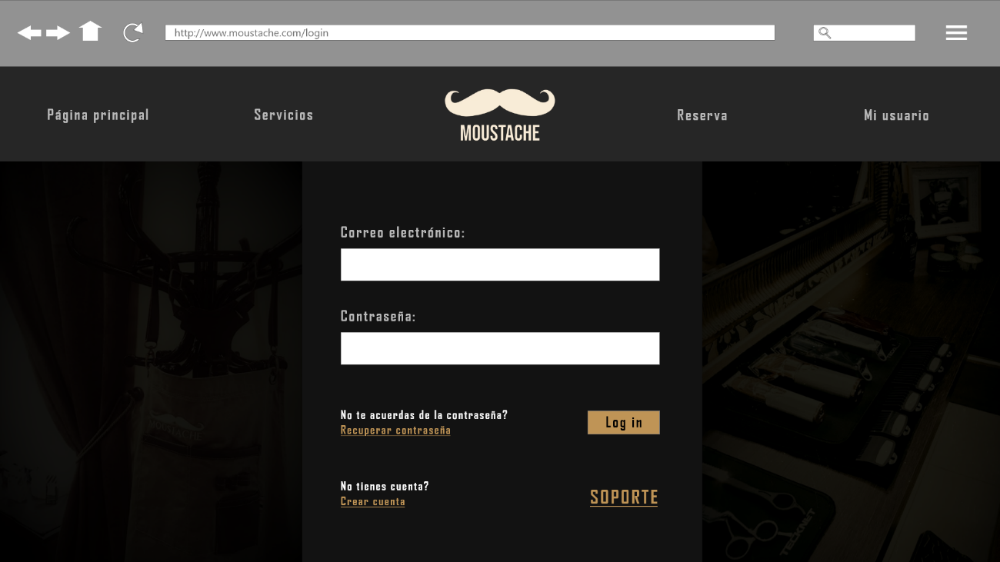 http://www.moustache.com/login
Página principal
Servicios
MOUSTACHE
Reserva
Mi usuario
Correo electrónico:
Contraseña:
No te acuerdas de la contraseña?
Recuperar contraseña
Log in
No tienes cuenta?
Crear cuenta
SOPORTE